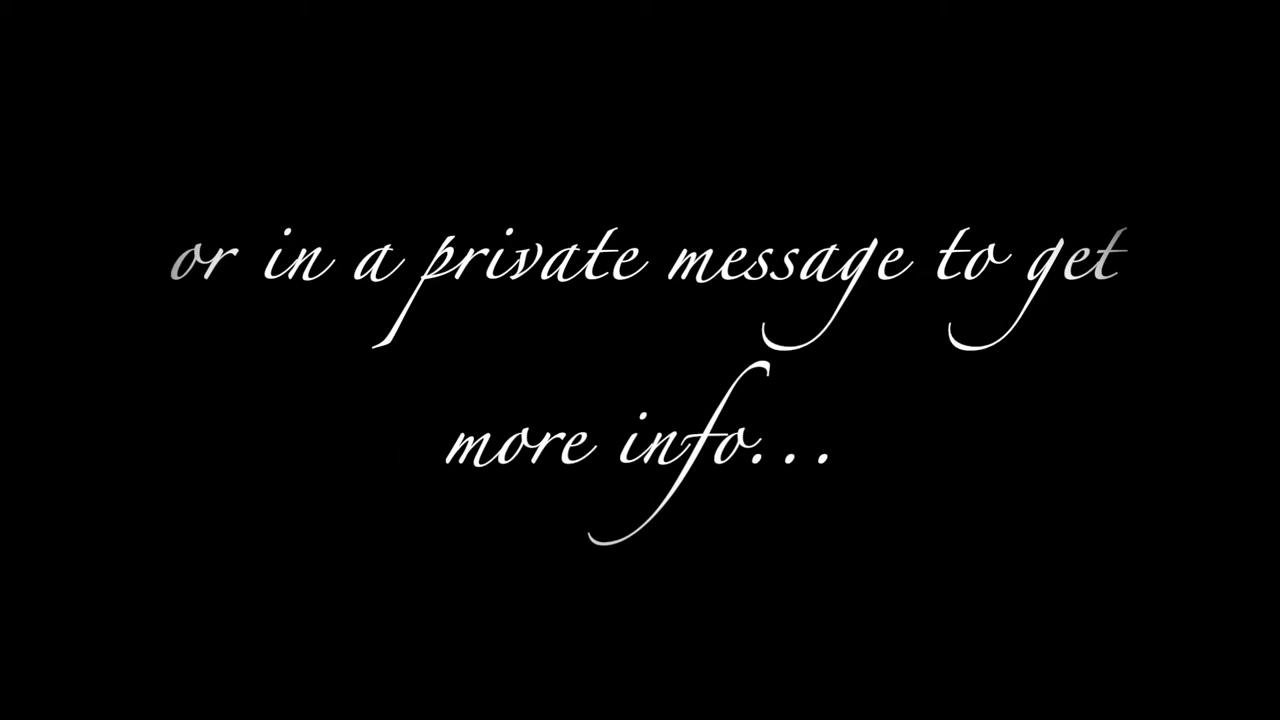 or in a private message to get
more info...